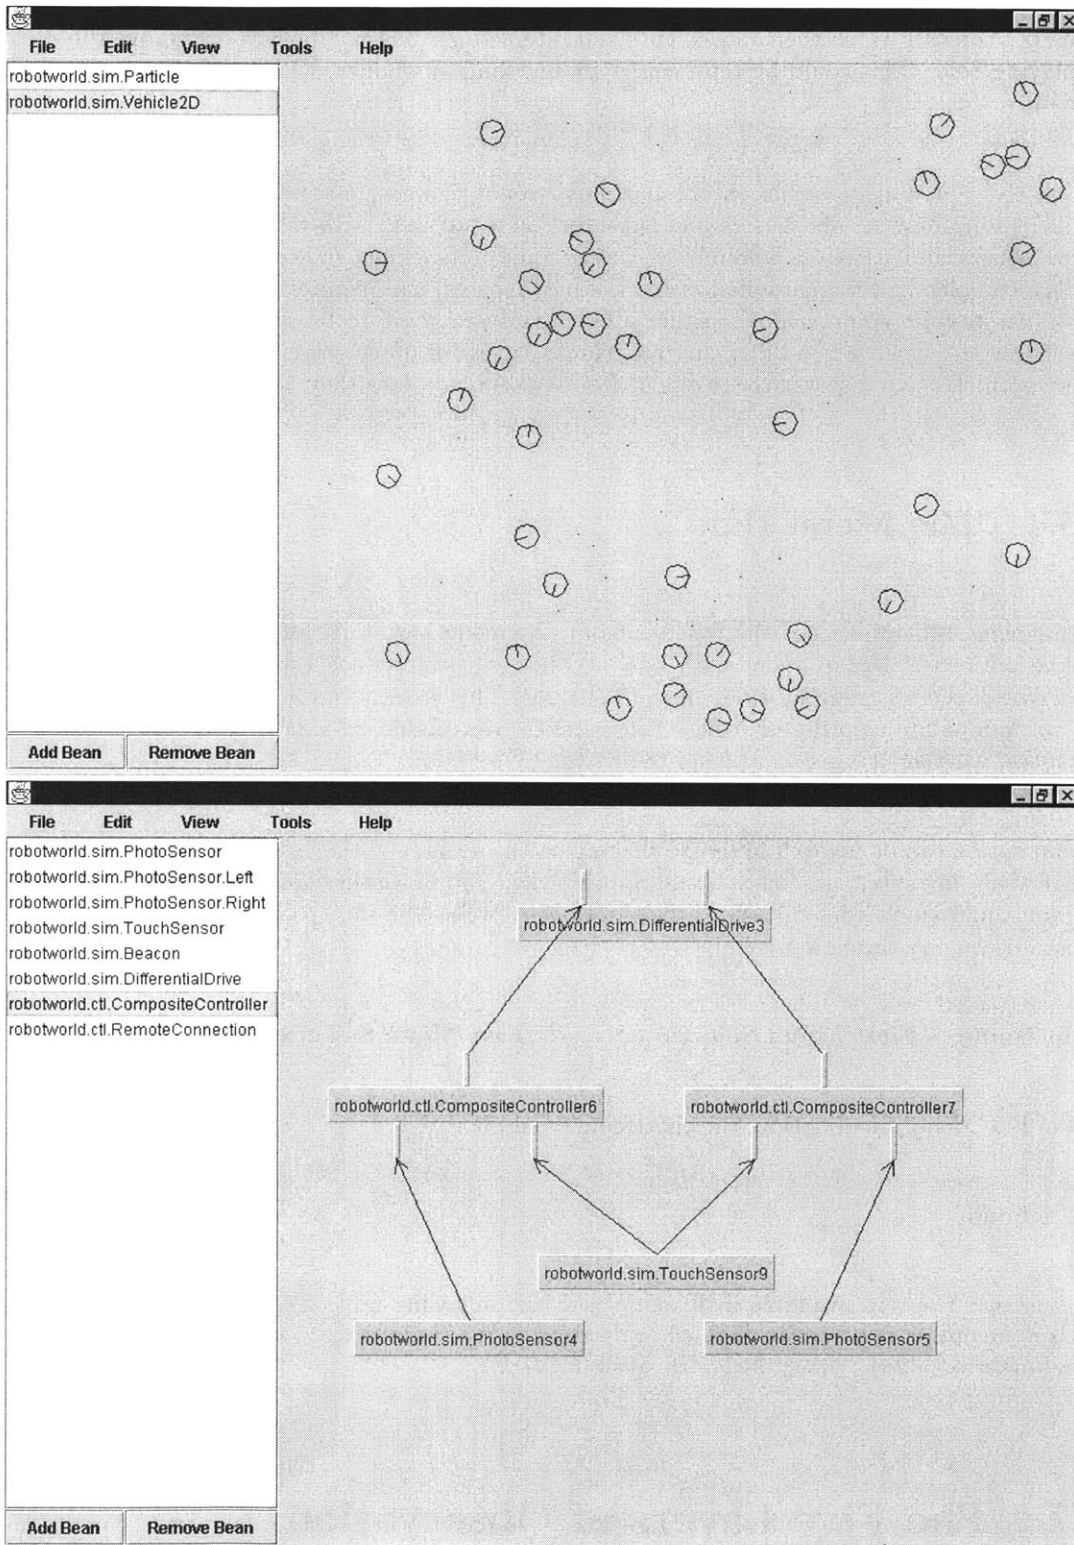 File Edit View Tools Help
robotworld.sim.Particle
robotworld.sim.Vehicle2D
Add Bean Remove Bean
File Edit View Tools Help
robotworld.sim.PhotoSensor
robotworld.sim.PhotoSensor.Left
robotworld.sim.PhotoSensor.Right
robotworld.sim.TouchSensor
robotworld.sim.Beacon
robotworld.sim.DifferentialDrive
robotworld.ctl.CompositeController
robotworld.ctl.RemoteConnection
robotworld.sim.DifferentialDrive3
robotworld.ctl.CompositeController6 robotworld.ctl.CompositeController7
robotworld.sim.TouchSensor9
robotworld.sim.PhotoSensor4 robotworld.sim.PhotoSensor5
Add Bean Remove Bean